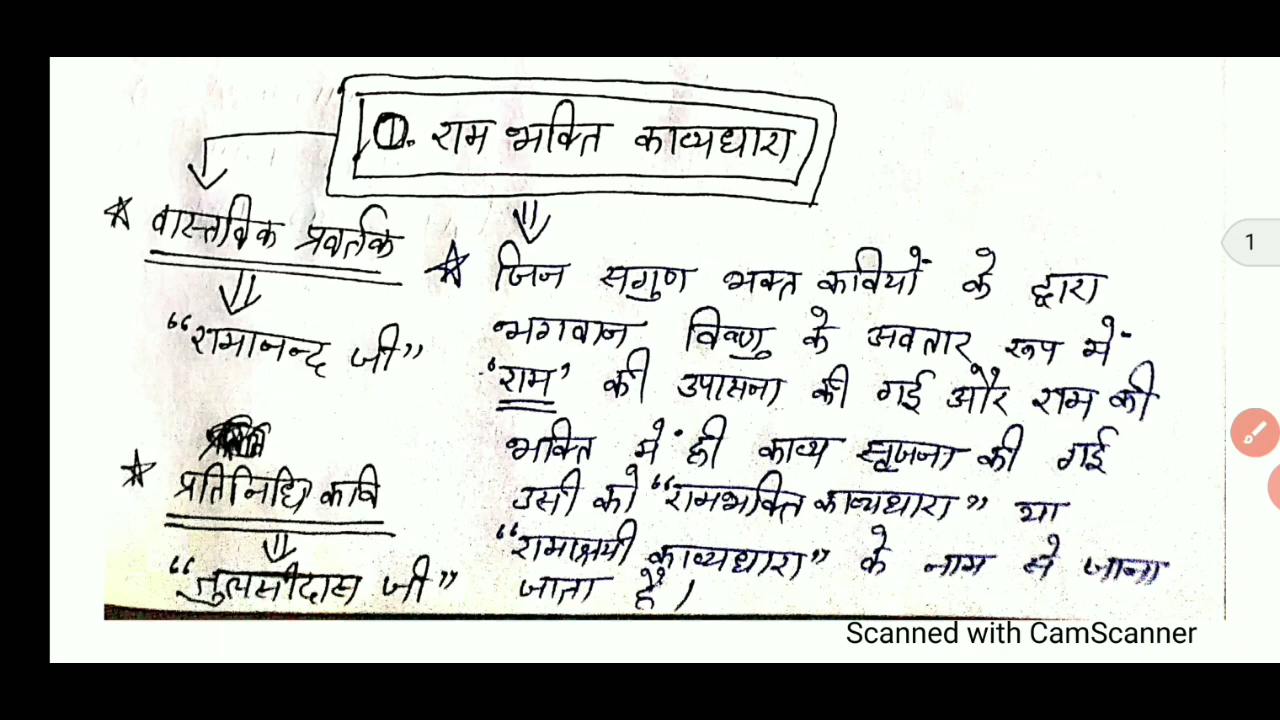 ①. राम भक्ति काव्यधारा
★ वास्तविक प्रवर्तक
“रामानन्द जी”
★ प्रतिनिधि कवि
“तुलसीदास जी”
★ जिन सगुण भक्त कवियों के द्वारा
भगवान विष्णु के अवतार रूप में
‘राम’ की उपासना की गई और राम की
भक्ति में ही काव्य सृजना की गई
उसी को “रामभक्ति काव्यधारा” या
“रामाश्रयी काव्यधारा” के नाम से जाना
जाता है।
1
Scanned with CamScanner